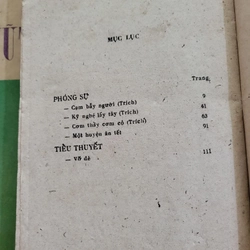 MỤC LỤC
Trang
PHÓNG SỰ 9
— Cạm bẫy người (Trích) 41
— Kỹ nghệ lấy tây (Trích) 63
— Cơm thầy cơm cô (Trích) 91
— Một huyện ăn tết
TIỂU THUYẾT
— Vỡ đê 111